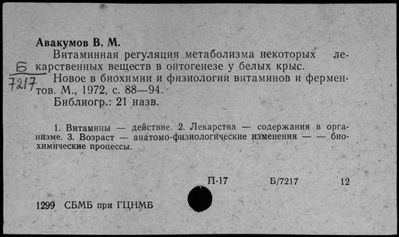 Авакумов В. М.
Витаминная регуляция метаболизма некоторых ле-
карственных веществ в онтогенезе у белых крыс.
Б
7217
Новое в биохимии и физиологии витаминов и фермен-
тов. М., 1972, с. 88—94.
Библиогр.: 21 назв.
1. Витамины — действие. 2. Лекарства — содержания в орга-
низме. 3. Возраст — анатомо-физиологические изменения — — био-
химические процессы.
П-17 Б/7217 12
1299 СБМБ при ГЦНМБ